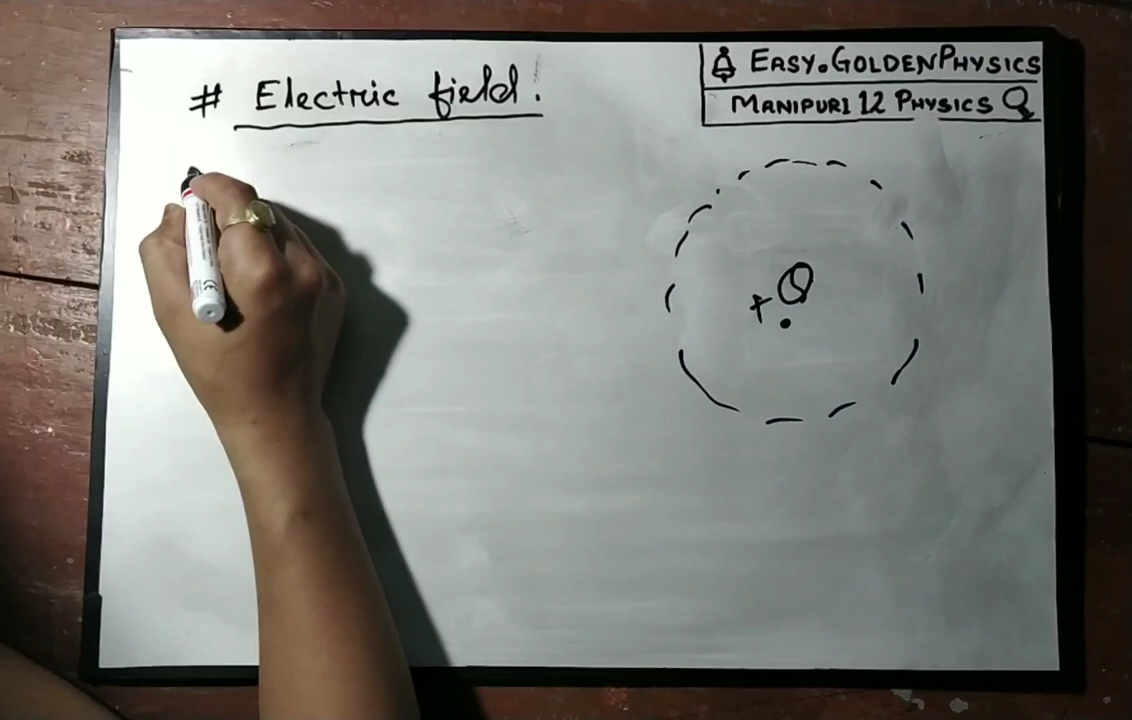 # Electric field!
EASY.GOLDENPHYSICS
MANIPURI 12 PHYSICS
+Q